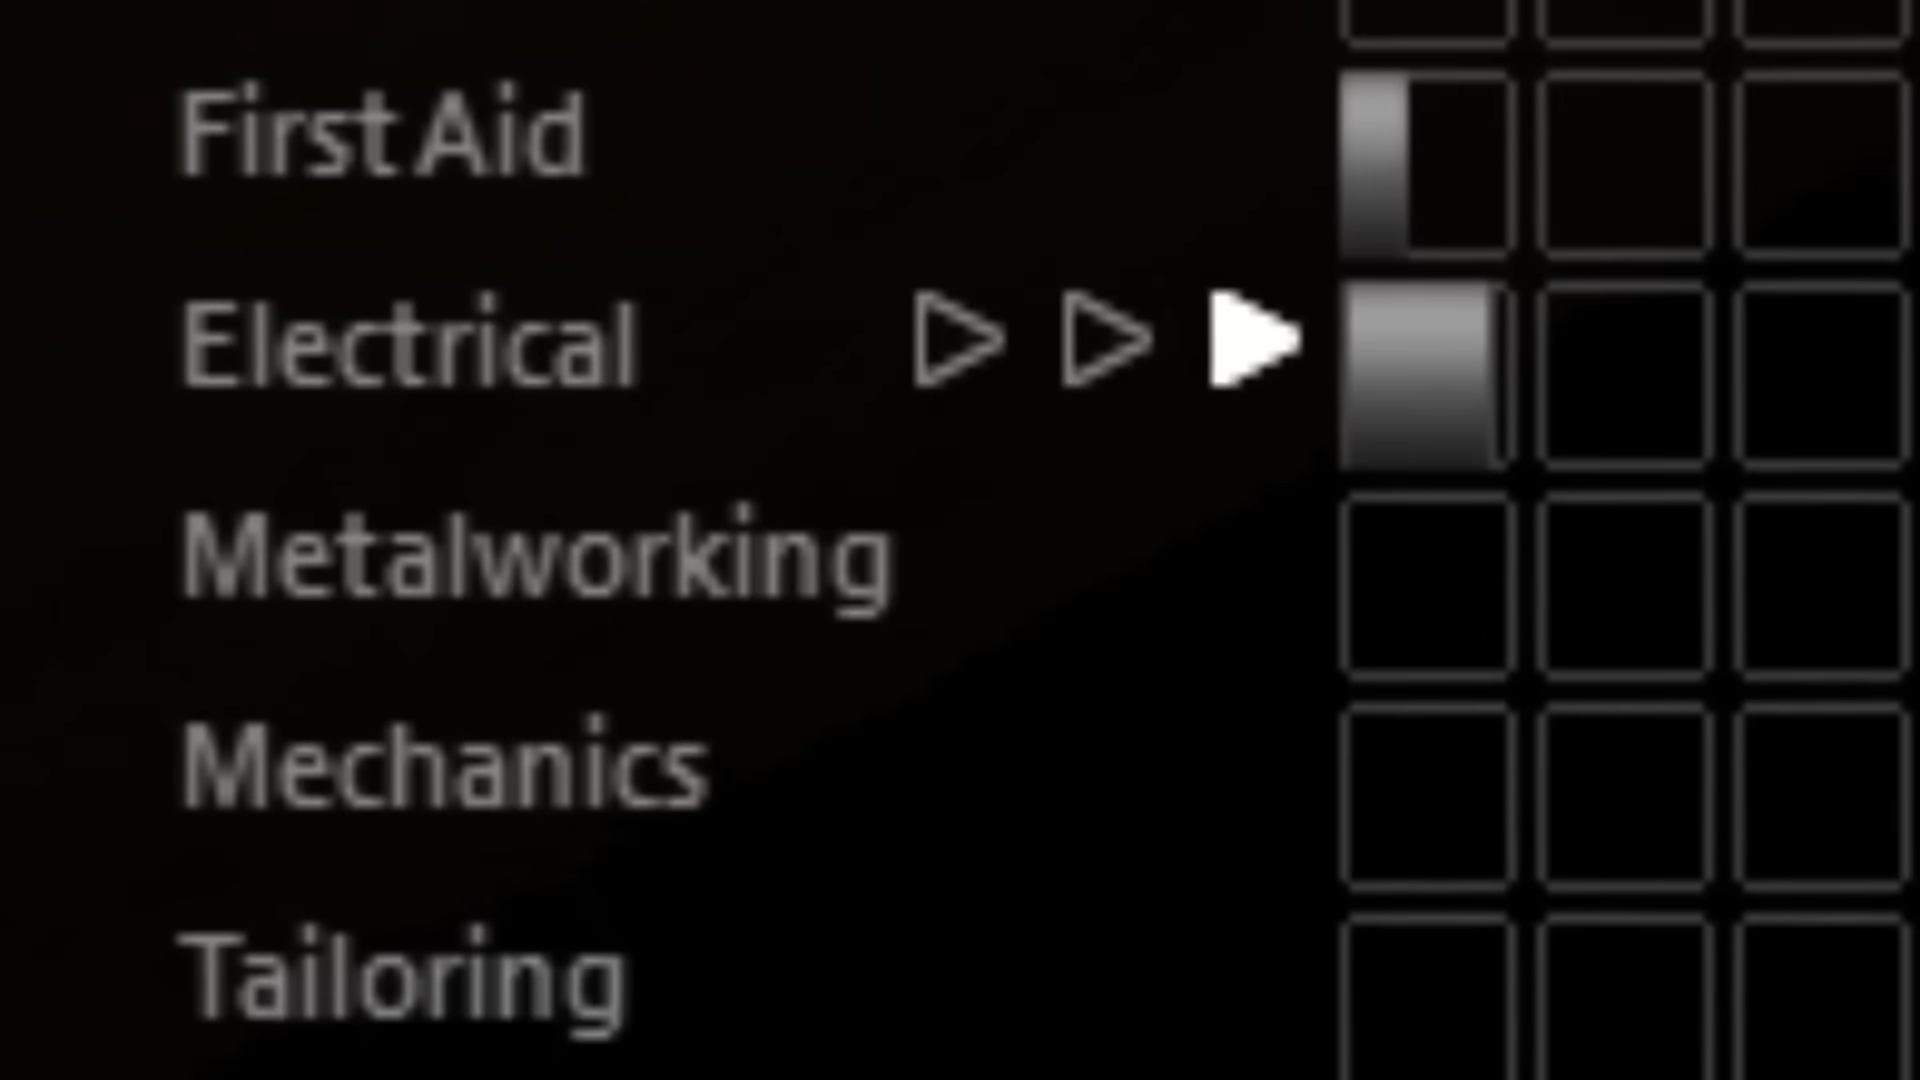 First Aid
Electrical
Metalworking
Mechanics
Tailoring